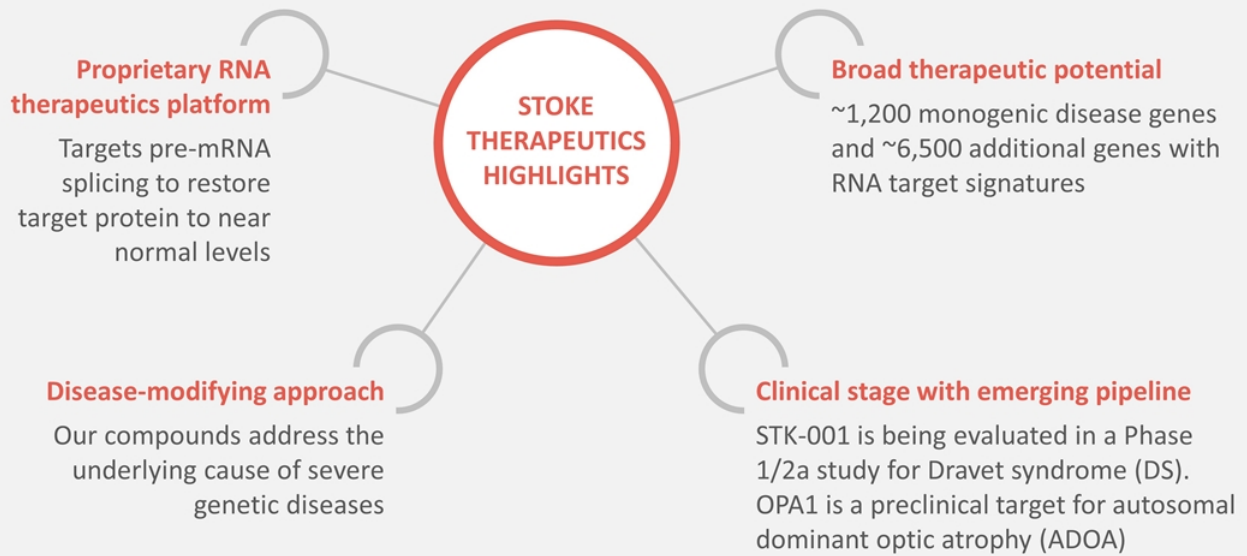 STOKE
THERAPEUTICS
HIGHLIGHTS
Proprietary RNA
therapeutics platform
Targets pre-mRNA
splicing to restore
target protein to near
normal levels
Broad therapeutic potential
~1,200 monogenic disease genes
and ~6,500 additional genes with
RNA target signatures
Disease-modifying approach
Our compounds address the
underlying cause of severe
genetic diseases
Clinical stage with emerging pipeline
STK-001 is being evaluated in a Phase
1/2a study for Dravet syndrome (DS).
OPA1 is a preclinical target for autosomal
dominant optic atrophy (ADOA)